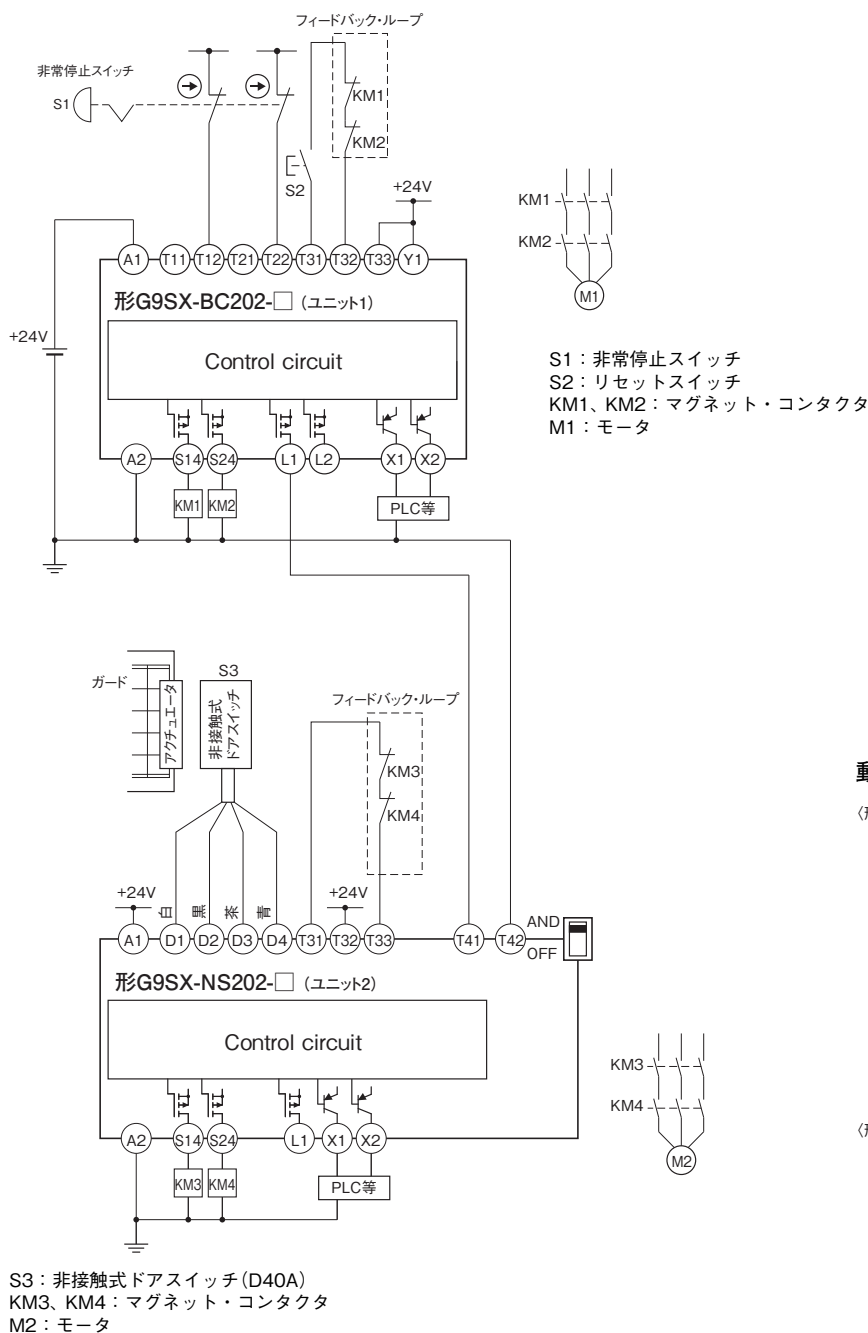 フィードバック・ループ
非常停止スイッチ
S1
KM1
KM2
S2
+24V
A1 T11 T12 T21 T22 T31 T32 T33 Y1
形G9SX-BC202-□ (ユニット1)
+24V
Control circuit
A2 S14 S24 L1 L2 X1 X2
KM1 KM2
PLC等
KM1
KM2
M1
S1：非常停止スイッチ
S2：リセットスイッチ
KM1、KM2：マグネット・コンタクタ
M1：モータ
ガード
アクチュエータ
S3
非接触式
ドアスイッチ
フィードバック・ループ
KM3
KM4
動
〈形
+24V
白
黒
茶
青
+24V
A1 D1 D2 D3 D4 T31 T32 T33 T41 T42
AND
OFF
形G9SX-NS202-□ (ユニット2)
Control circuit
A2 S14 S24 L1 X1 X2
KM3 KM4
PLC等
KM3
KM4
M2
〈形
S3：非接触式ドアスイッチ(D40A)
KM3、KM4：マグネット・コンタクタ
M2：モータ